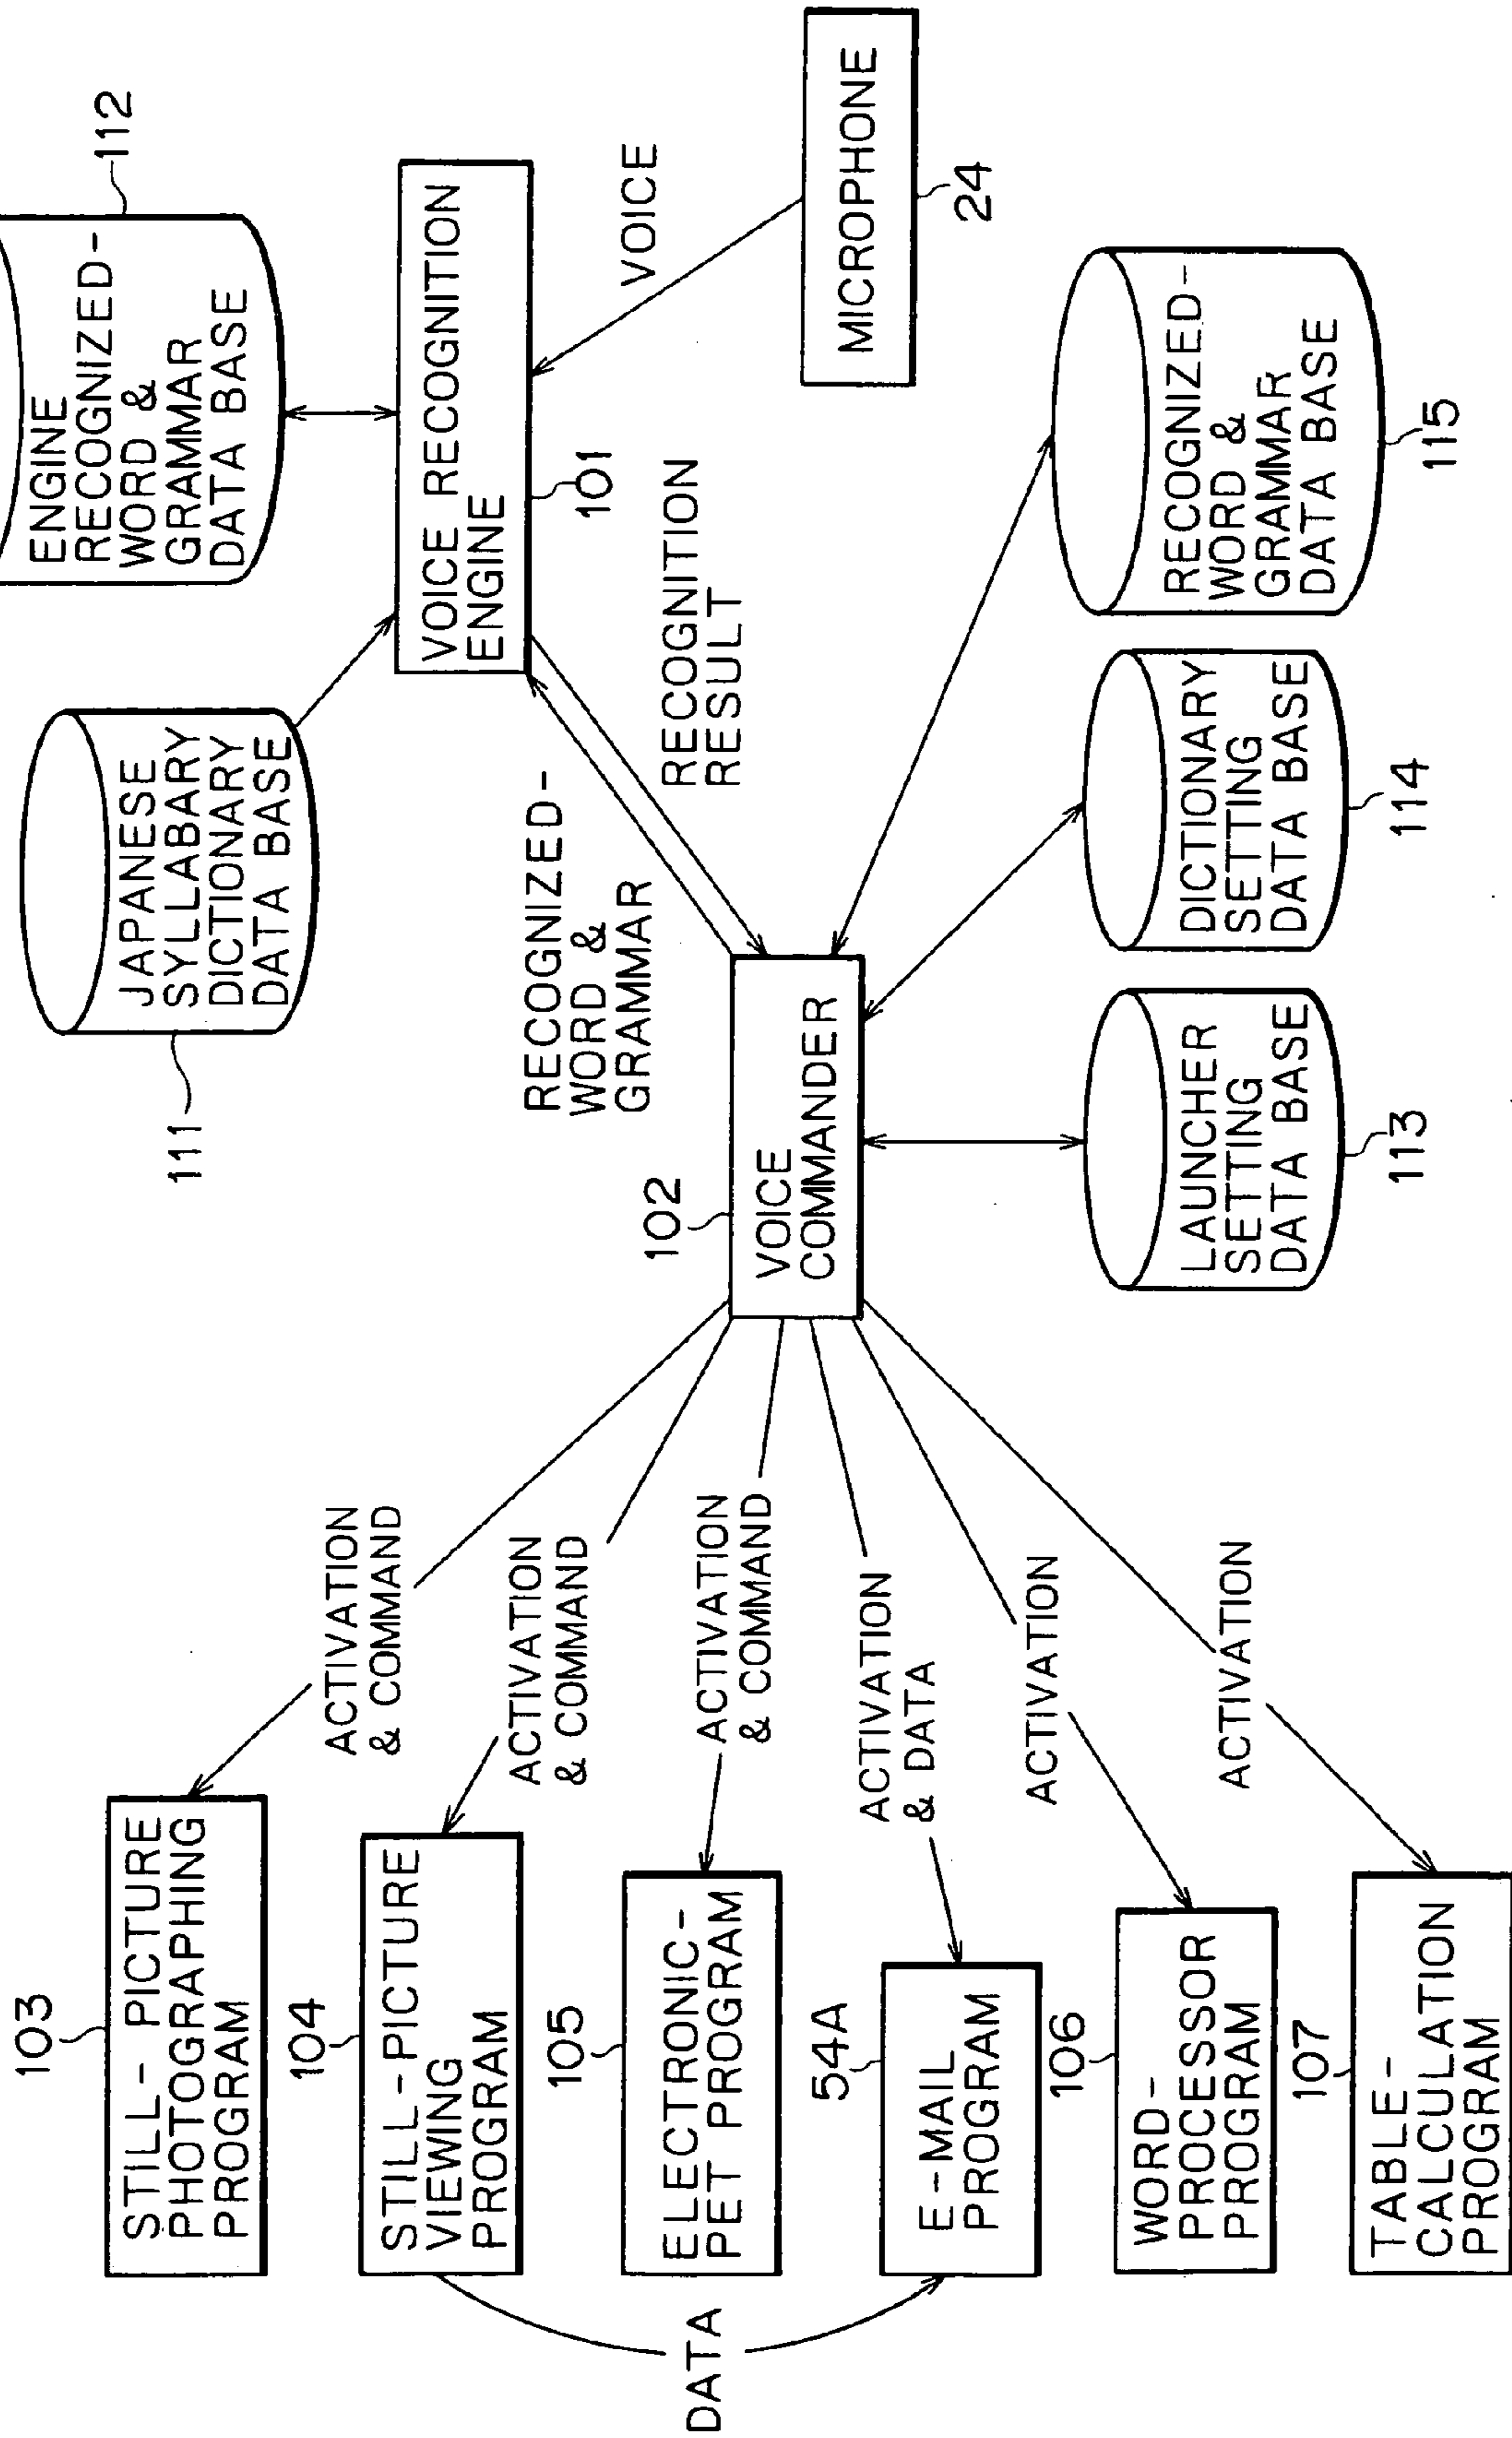 103
STILL-PICTURE
PHOTOGRAPHING
PROGRAM
104
STILL-PICTURE
VIEWING
PROGRAM
105
ELECTRONIC-
PET PROGRAM
54A
E-MAIL
PROGRAM
106
WORD-
PROCESSOR
PROGRAM
107
TABLE-
CALCULATION
PROGRAM
DATA
ACTIVATION
& COMMAND
ACTIVATION
& COMMAND
ACTIVATION
& COMMAND
ACTIVATION
& DATA
ACTIVATION
ACTIVATION
102
VOICE
COMMANDER
111
JAPANESE
SYLLABARY
DICTIONARY
DATA BASE
RECOGNIZED-
WORD &
GRAMMAR
RECOGNITION
RESULT
LAUNCHER
SETTING
DATA BASE
113
DICTIONARY
SETTING
DATA BASE
114
RECOGNIZED-
WORD &
GRAMMAR
DATA BASE
115
ENGINE
RECOGNIZED-
WORD &
GRAMMAR
DATA BASE
112
VOICE RECOGNITION
ENGINE
101
VOICE
MICROPHONE
24